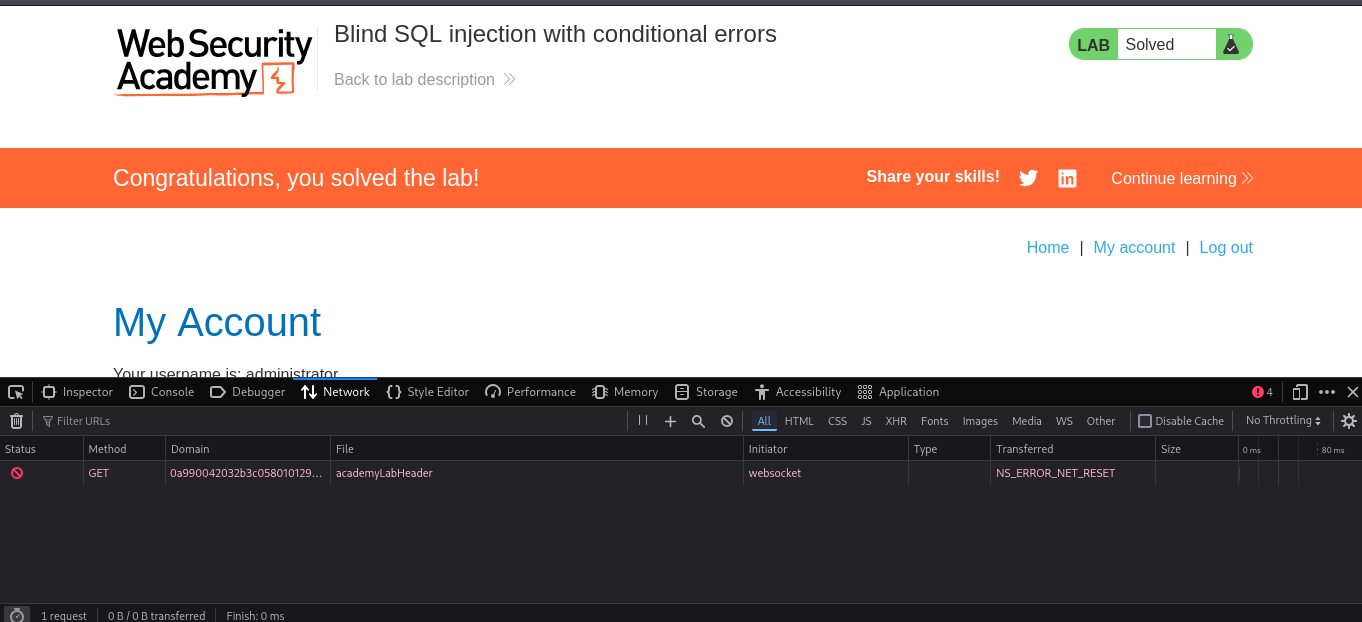 Web Security
Academy
Blind SQL injection with conditional errors
Back to lab description
LAB Solved
Congratulations, you solved the lab!
Share your skills!
Continue learning
Home | My account | Log out
My Account
Your username is: administrator
Inspector Console Debugger Network Style Editor Performance Memory Storage Accessibility Application 4
Filter URLs All HTML CSS JS XHR Fonts Images Media WS Other Disable Cache No Throttling
Status Method Domain File Initiator Type Transferred Size 0 ms 80 ms
GET 0a990042032b3c058010129… academyLabHeader websocket NS_ERROR_NET_RESET
1 request 0 B / 0 B transferred Finish: 0 ms